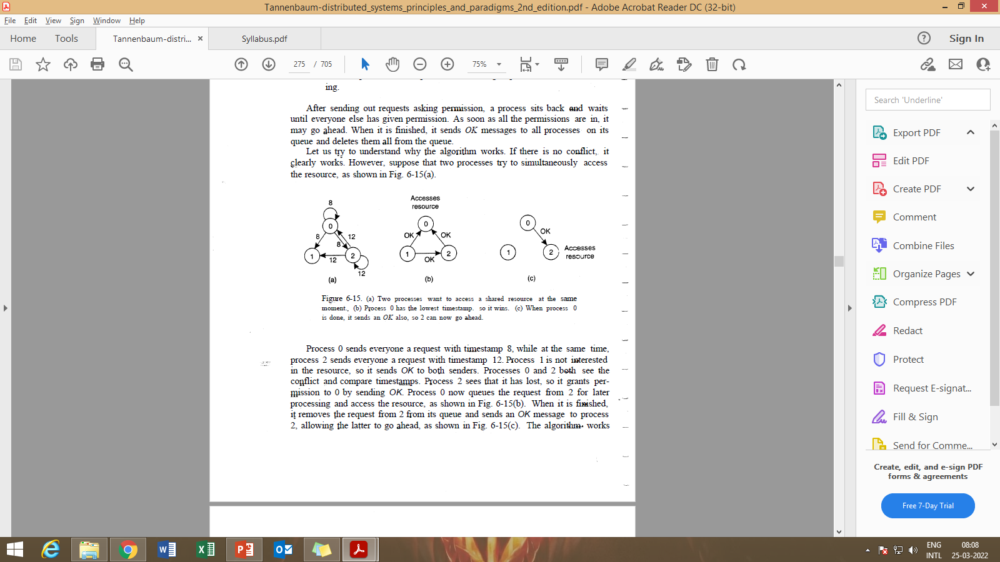 Tannenbaum-distributed_systems_principles_and_paradigms_2nd_edition.pdf - Adobe Acrobat Reader DC (32-bit)
File Edit View Sign Window Help
Home Tools Tannenbaum-distri... × Syllabus.pdf Sign In
275 / 705 75%
ing.
After sending out requests asking permission, a process sits back and waits
until everyone else has given permission. As soon as all the permissions are in, it
may go ahead. When it is finished, it sends OK messages to all processes on its
queue and deletes them all from the queue.
Let us try to understand why the algorithm works. If there is no conflict, it
clearly works. However, suppose that two processes try to simultaneously access
the resource, as shown in Fig. 6-15(a).
8
0
8
12
8
1
12
2
12
(a)
Accesses
resource
0
OK
OK
1
OK
2
(b)
0
OK
1
2
Accesses
resource
(c)
Figure 6-15. (a) Two processes want to access a shared resource at the same
moment., (b) Process 0 has the lowest timestamp. so it wins. (c) When process 0
is done, it sends an OK also, so 2 can now go ahead.
Process 0 sends everyone a request with timestamp 8, while at the same time,
process 2 sends everyone a request with timestamp 12. Process 1 is not interested
in the resource, so it sends OK to both senders. Processes 0 and 2 both see the
conflict and compare timestamps. Process 2 sees that it has lost, so it grants per-
mission to 0 by sending OK. Process 0 now queues the request from 2 for later
processing and access the resource, as shown in Fig. 6-15(b). When it is finished,
it removes the request from 2 from its queue and sends an OK message to process
2, allowing the latter to go ahead, as shown in Fig. 6-15(c). The algorithm works
Search 'Underline'
Export PDF
Edit PDF
Create PDF
Comment
Combine Files
Organize Pages
Compress PDF
Redact
Protect
Request E-signat...
Fill & Sign
Send for Comme...
Create, edit, and e-sign PDF
forms & agreements
Free 7-Day Trial
ENG
INTL
08:08
25-03-2022